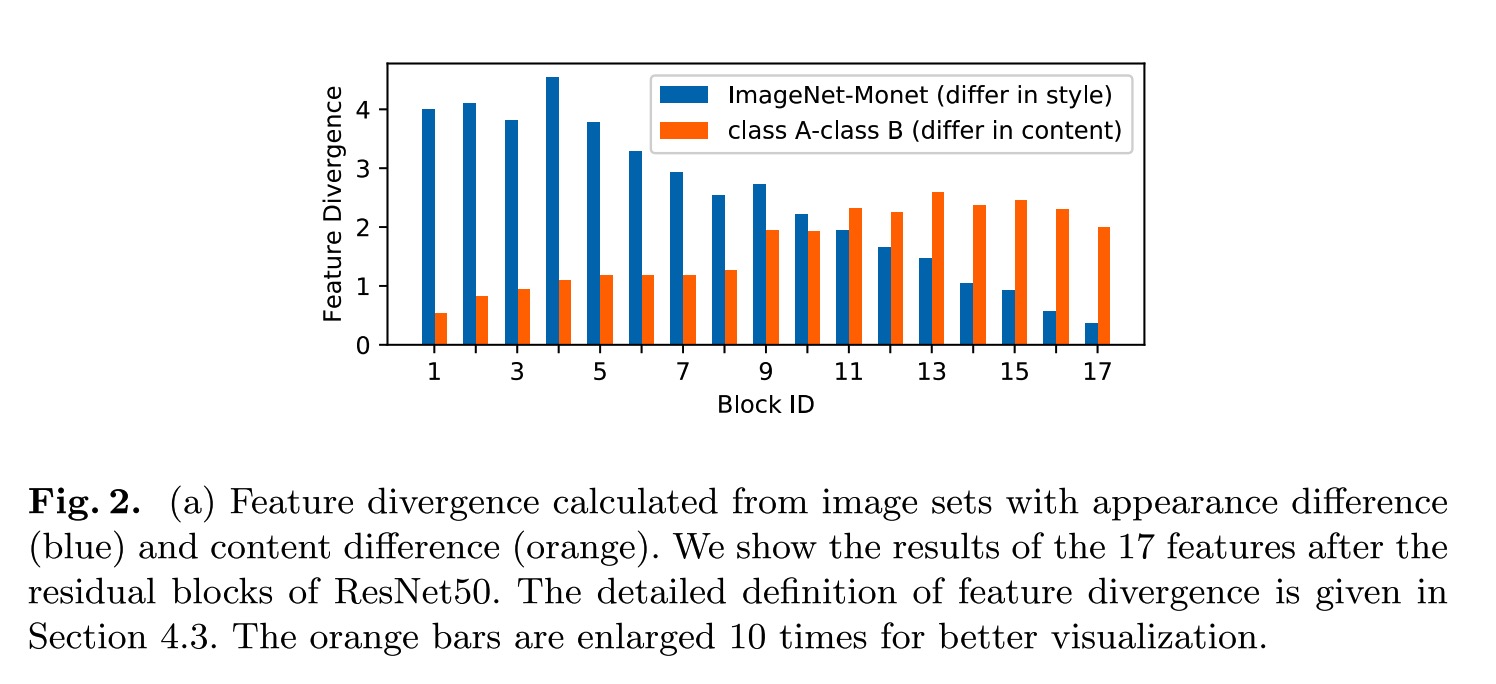 Feature Divergence
4
3
2
1
0
ImageNet-Monet (differ in style)
class A-class B (differ in content)
1 3 5 7 9 11 13 15 17
Block ID
Fig. 2. (a) Feature divergence calculated from image sets with appearance difference
(blue) and content difference (orange). We show the results of the 17 features after the
residual blocks of ResNet50. The detailed definition of feature divergence is given in
Section 4.3. The orange bars are enlarged 10 times for better visualization.